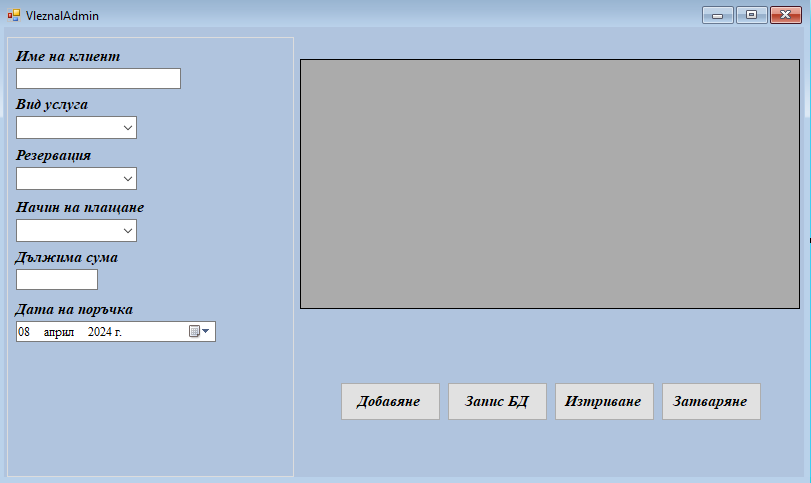 VleznalAdmin
Име на клиент
Вид услуга
Резервация
Начин на плащане
Дължима сума
Дата на поръчка
08 април 2024 г.
Добавяне
Запис БД
Изтриване
Затваряне